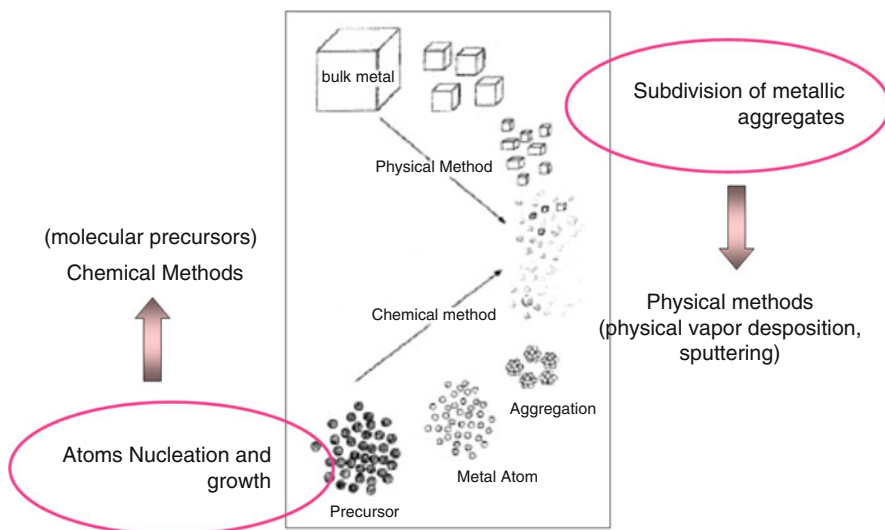 bulk metal
Subdivision of metallic
aggregates
Physical Method
(molecular precursors)
Chemical Methods
Chemical method
Physical methods
(physical vapor desposition,
sputtering)
Aggregation
Atoms Nucleation and
growth
Metal Atom
Precursor